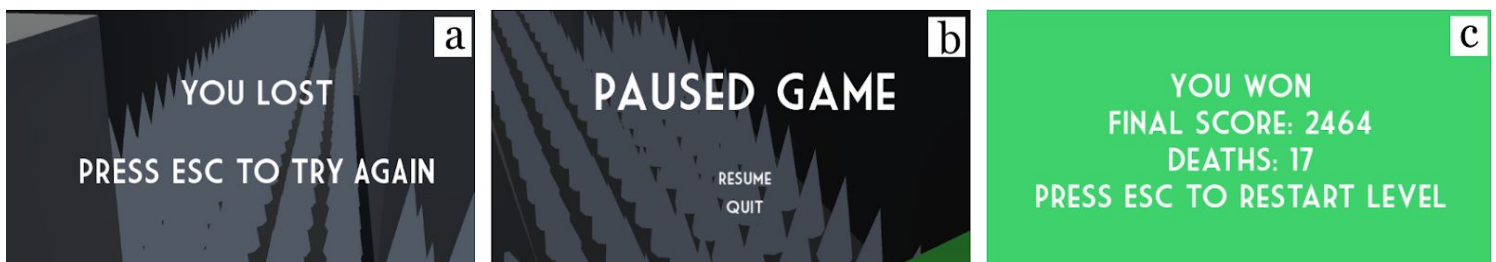 a
YOU LOST
PRESS ESC TO TRY AGAIN
b
PAUSED GAME
RESUME
QUIT
c
YOU WON
FINAL SCORE: 2464
DEATHS: 17
PRESS ESC TO RESTART LEVEL